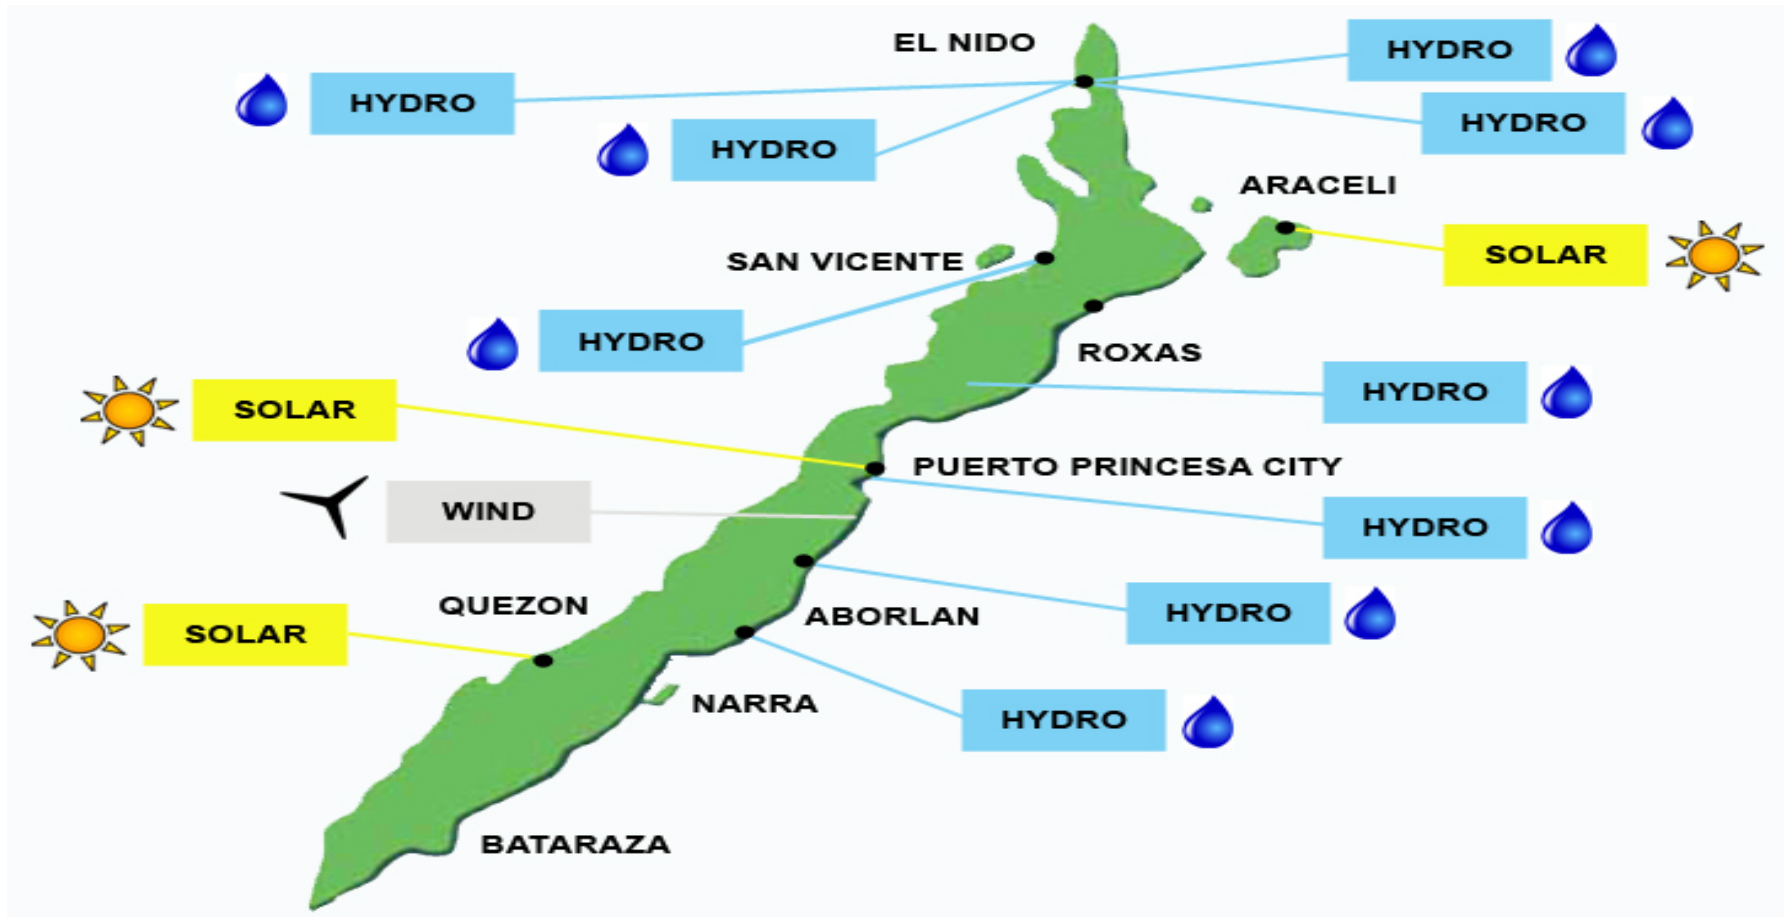 EL NIDO
HYDRO
HYDRO
HYDRO
HYDRO
ARACELI
SAN VICENTE
SOLAR
HYDRO
ROXAS
HYDRO
SOLAR
PUERTO PRINCESA CITY
WIND
HYDRO
QUEZON
ABORLAN
HYDRO
SOLAR
NARRA
HYDRO
BATARAZA